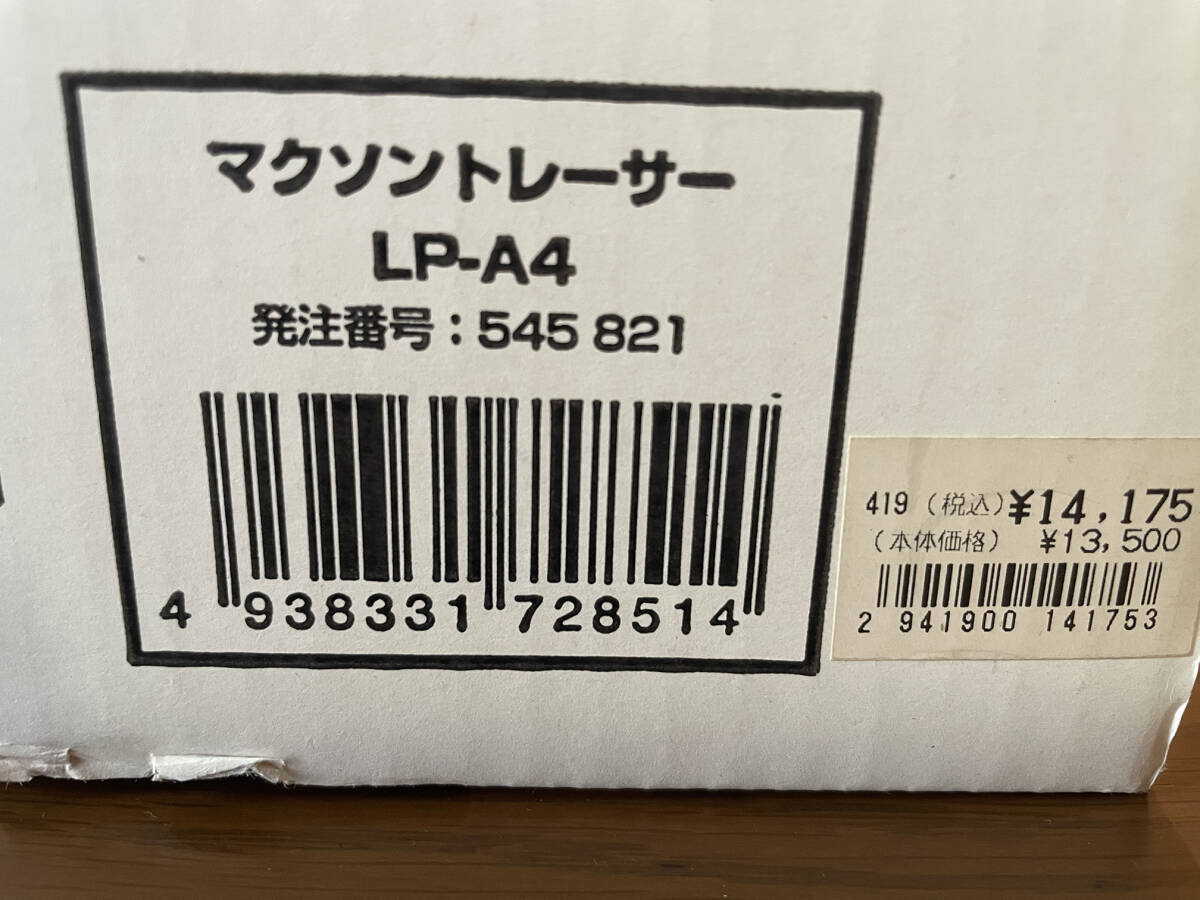 マクソントレーサー
LP-A4
発注番号：545 821
4 938331 728514
419（税込）¥14,175
（本体価格） ¥13,500
2 941900 141753